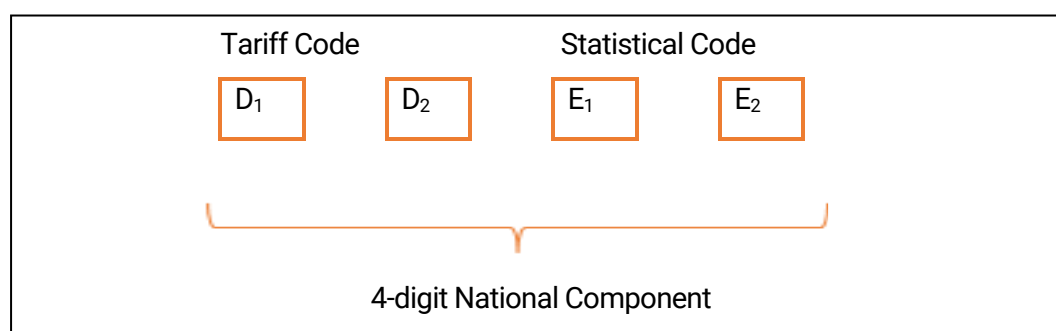 Tariff Code Statistical Code
D₁ D₂ E₁ E₂
4-digit National Component